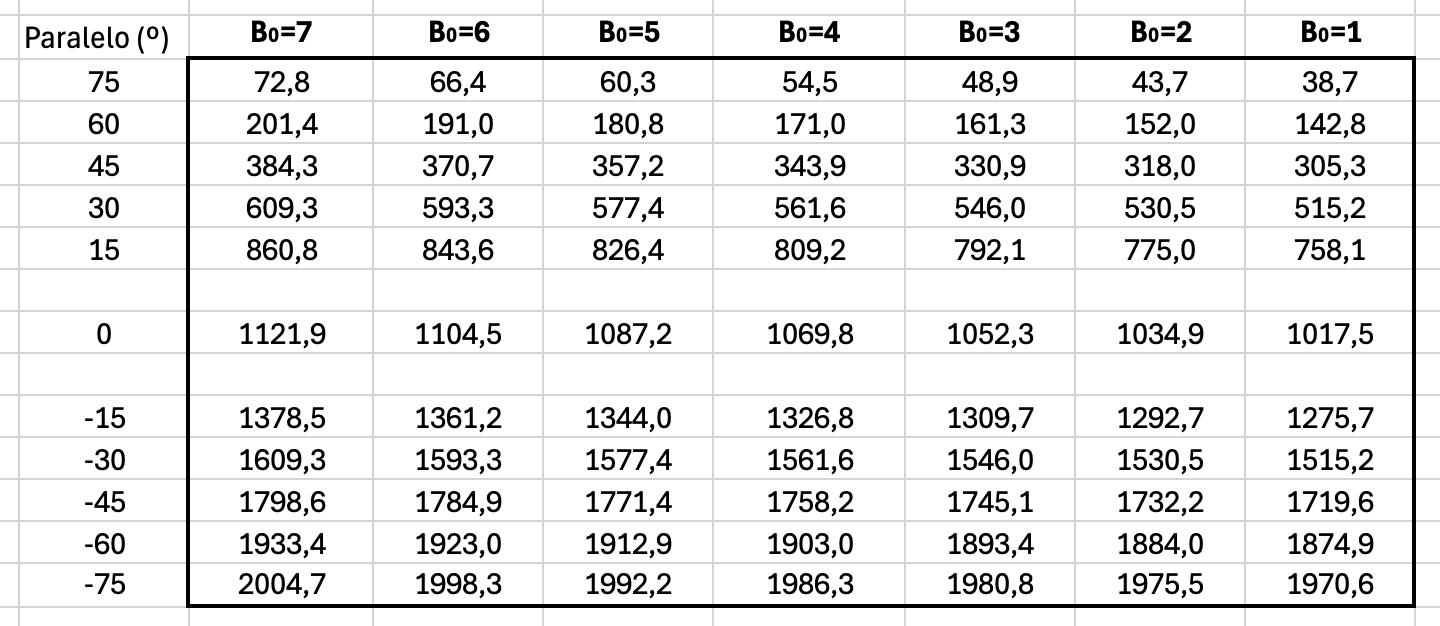 Paralelo (º) B₀=7 B₀=6 B₀=5 B₀=4 B₀=3 B₀=2 B₀=1
75 72,8 66,4 60,3 54,5 48,9 43,7 38,7
60 201,4 191,0 180,8 171,0 161,3 152,0 142,8
45 384,3 370,7 357,2 343,9 330,9 318,0 305,3
30 609,3 593,3 577,4 561,6 546,0 530,5 515,2
15 860,8 843,6 826,4 809,2 792,1 775,0 758,1
0 1121,9 1104,5 1087,2 1069,8 1052,3 1034,9 1017,5
-15 1378,5 1361,2 1344,0 1326,8 1309,7 1292,7 1275,7
-30 1609,3 1593,3 1577,4 1561,6 1546,0 1530,5 1515,2
-45 1798,6 1784,9 1771,4 1758,2 1745,1 1732,2 1719,6
-60 1933,4 1923,0 1912,9 1903,0 1893,4 1884,0 1874,9
-75 2004,7 1998,3 1992,2 1986,3 1980,8 1975,5 1970,6